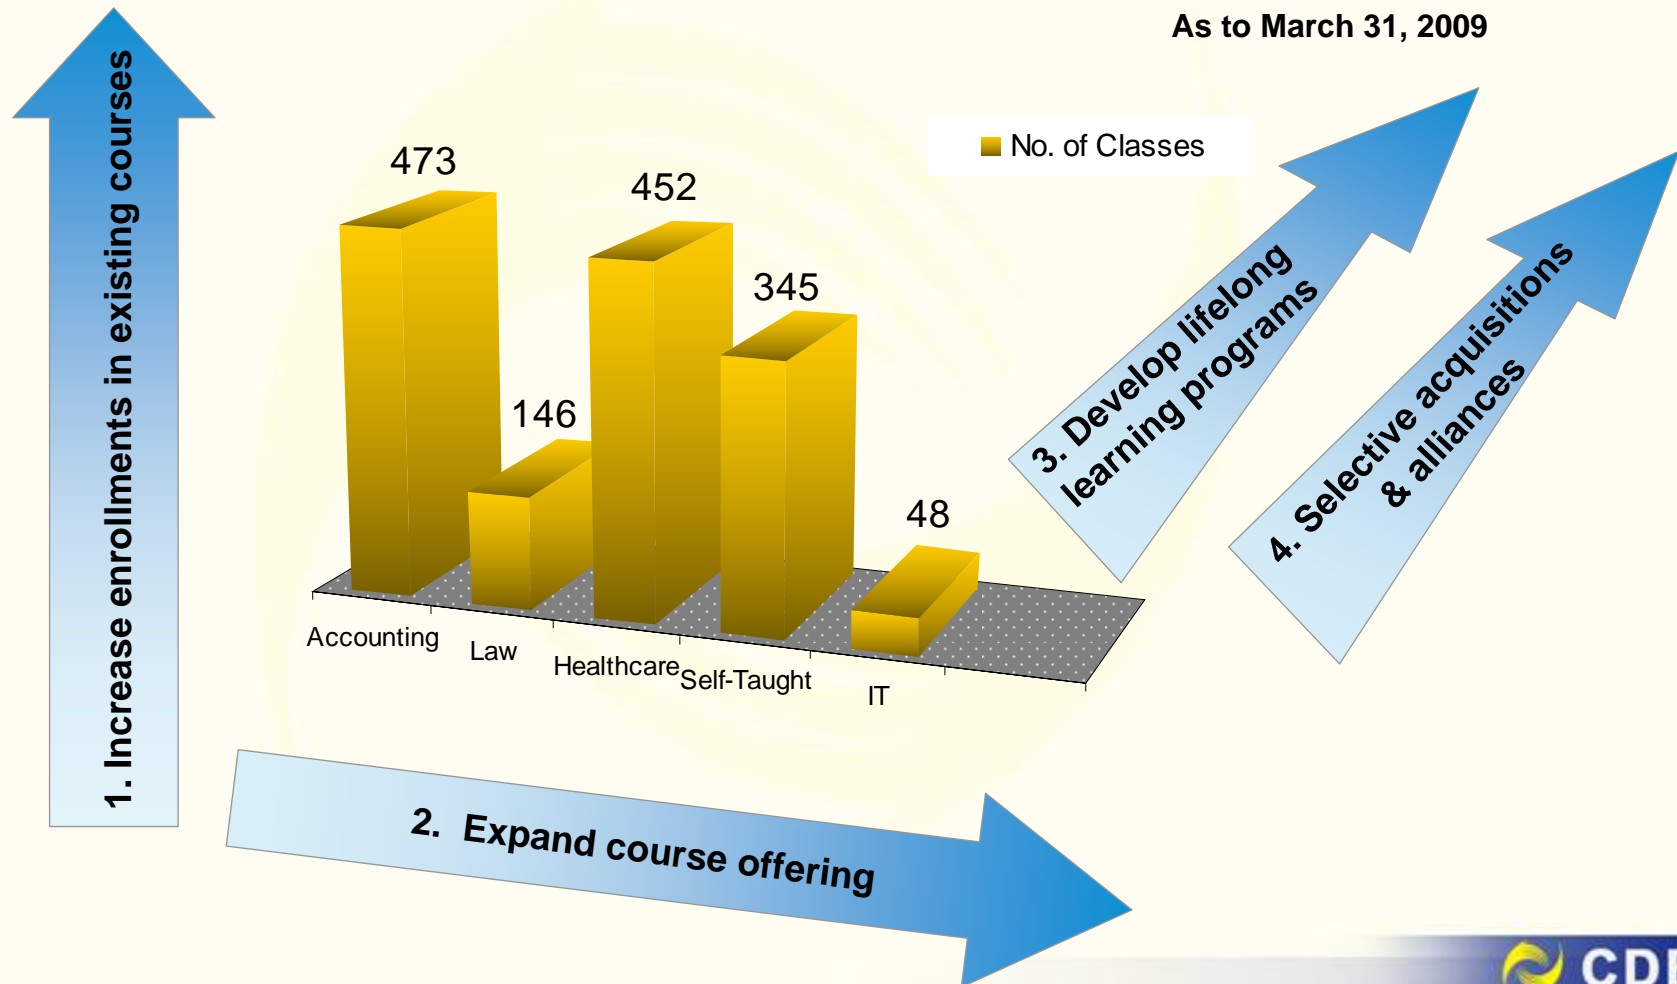 As to March 31, 2009
1. Increase enrollments in existing courses
No. of Classes
473
146
452
345
48
Accounting
Law
Healthcare
Self-Taught
IT
2. Expand course offering
3. Develop lifelong
learning programs
4. Selective acquisitions
& alliances